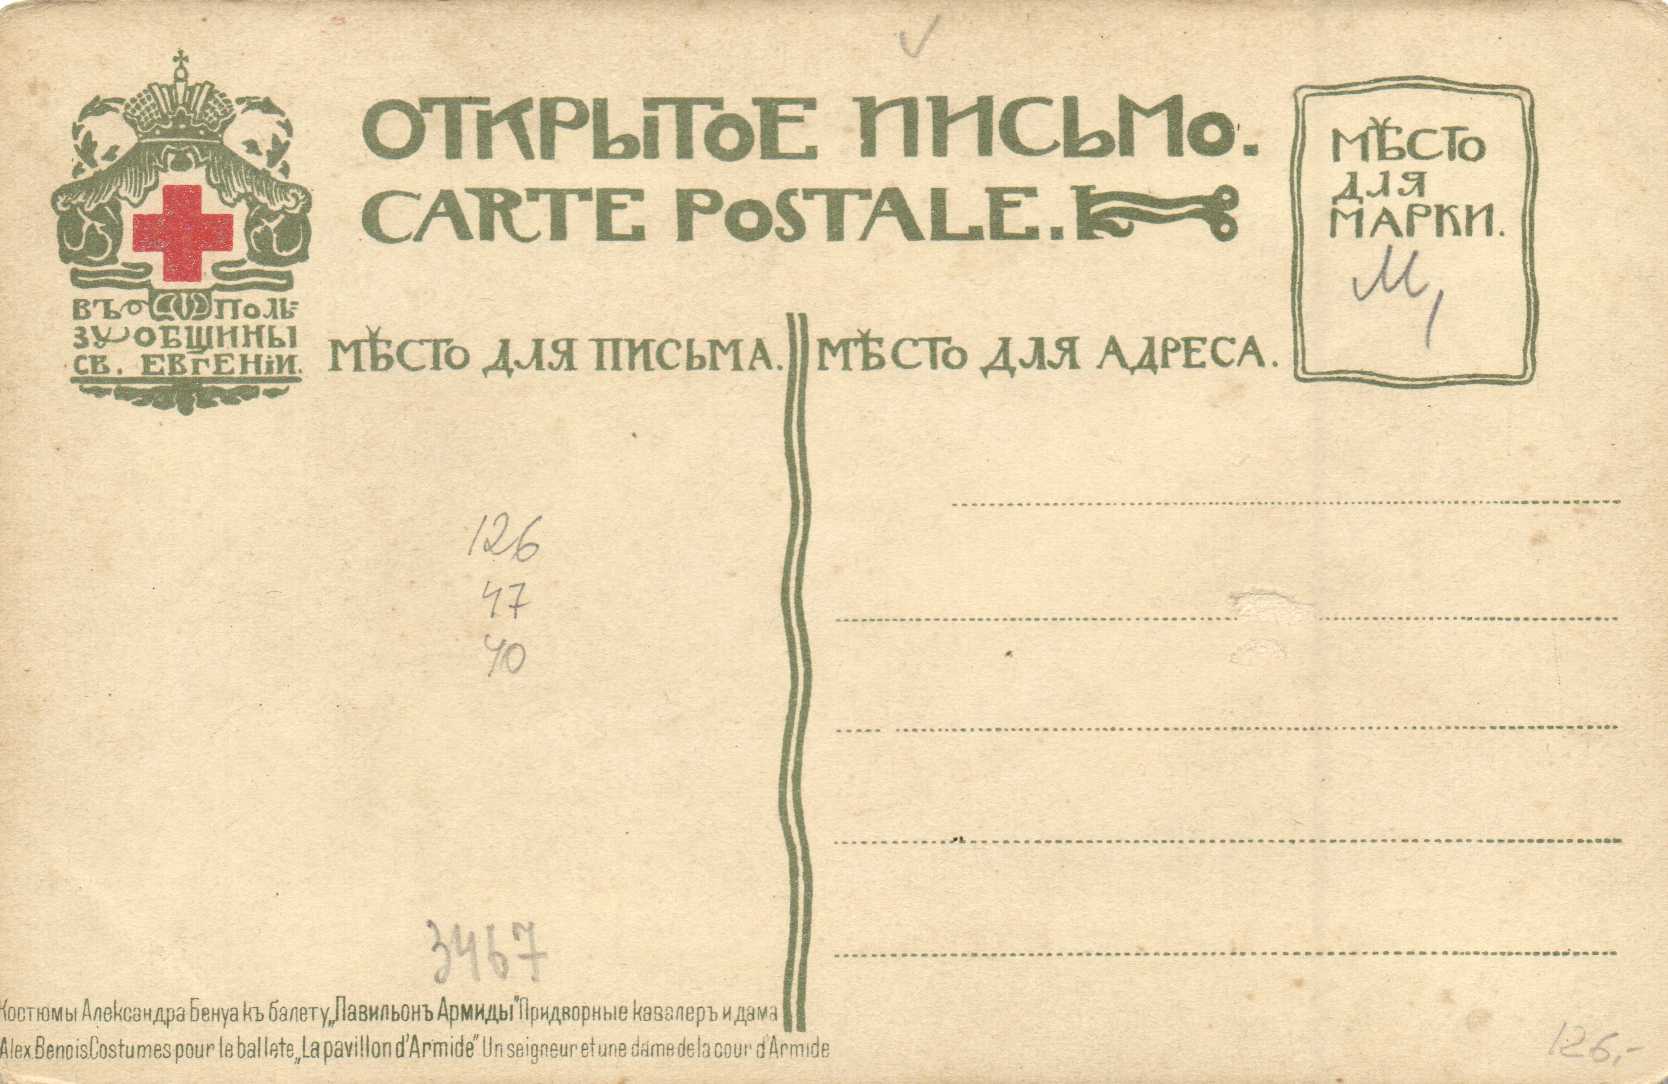 ОТКРЫТОЕ ПИСЬМО.
CARTE POSTALE.
МѢСТО
ДЛЯ
МАРКИ.
М,
ВЪ ПОЛЬ=
ЗУ ОБЩИНЫ
СВ. ЕВГЕНІИ.
МѢСТО ДЛЯ ПИСЬМА.
МѢСТО ДЛЯ АДРЕСА.
126
47
40
3467
Костюмы Александра Бенуа къ балету „Павильонъ Армиды" Придворные кавалеръ и дама
Alex Benois Costumes pour le ballete „La pavillon d'Armide" Un seigneur et une dame de la cour d'Armide
126,-